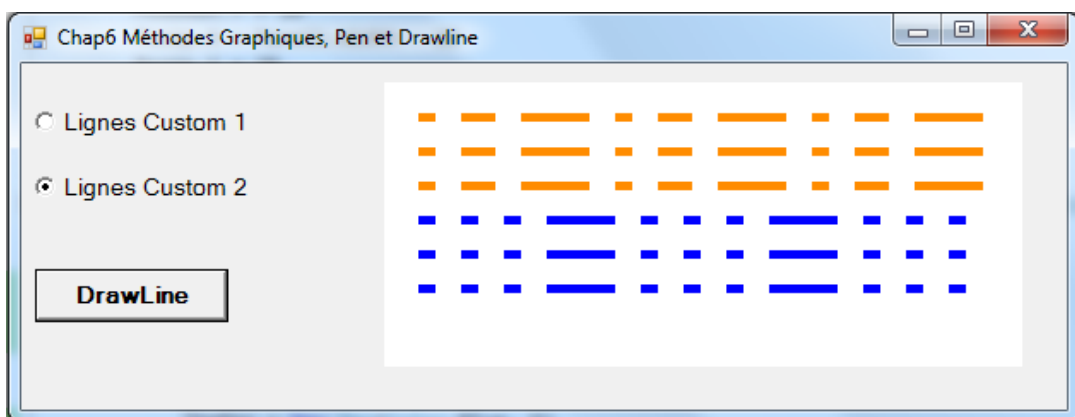 Chap6 Méthodes Graphiques, Pen et Drawline
Lignes Custom 1
Lignes Custom 2
DrawLine